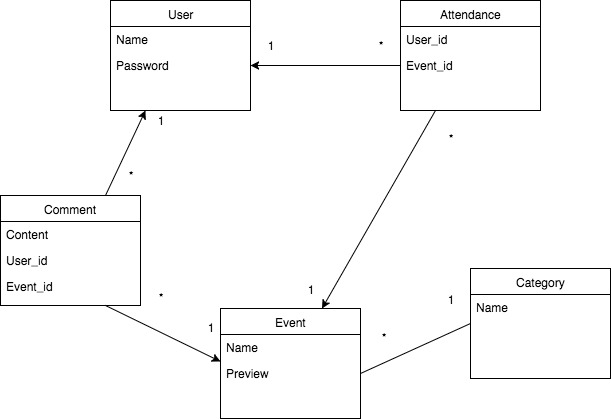 User
Name
Password
Attendance
User_id
Event_id
1
*
1
*
*
1
Comment
Content
User_id
Event_id
*
1
Event
Name
Preview
*
1
Category
Name